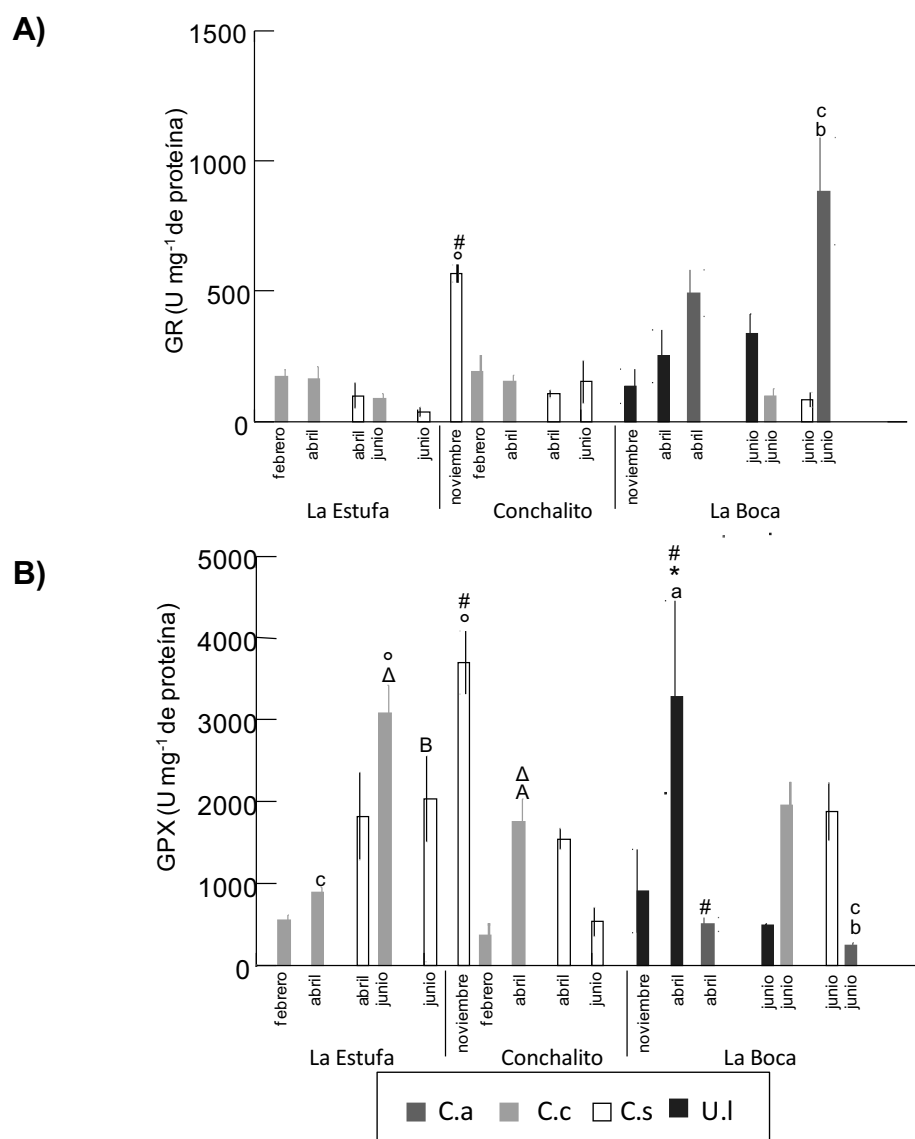 A)
GR (U mg⁻¹ de proteína)
1500
1000
500
0
c
b
#
°
febrero
abril
abril
junio
junio
noviembre
febrero
abril
abril
junio
noviembre
abril
abril
junio
junio
junio
junio
La Estufa
Conchalito
La Boca
B)
GPX (U mg⁻¹ de proteína)
5000
4000
3000
2000
1000
0
#
*
a
#
°
°
Δ
B
Δ
A
c
#
c
b
febrero
abril
abril
junio
junio
noviembre
febrero
abril
abril
junio
noviembre
abril
abril
junio
junio
junio
junio
La Estufa
Conchalito
La Boca
C.a C.c C.s U.l